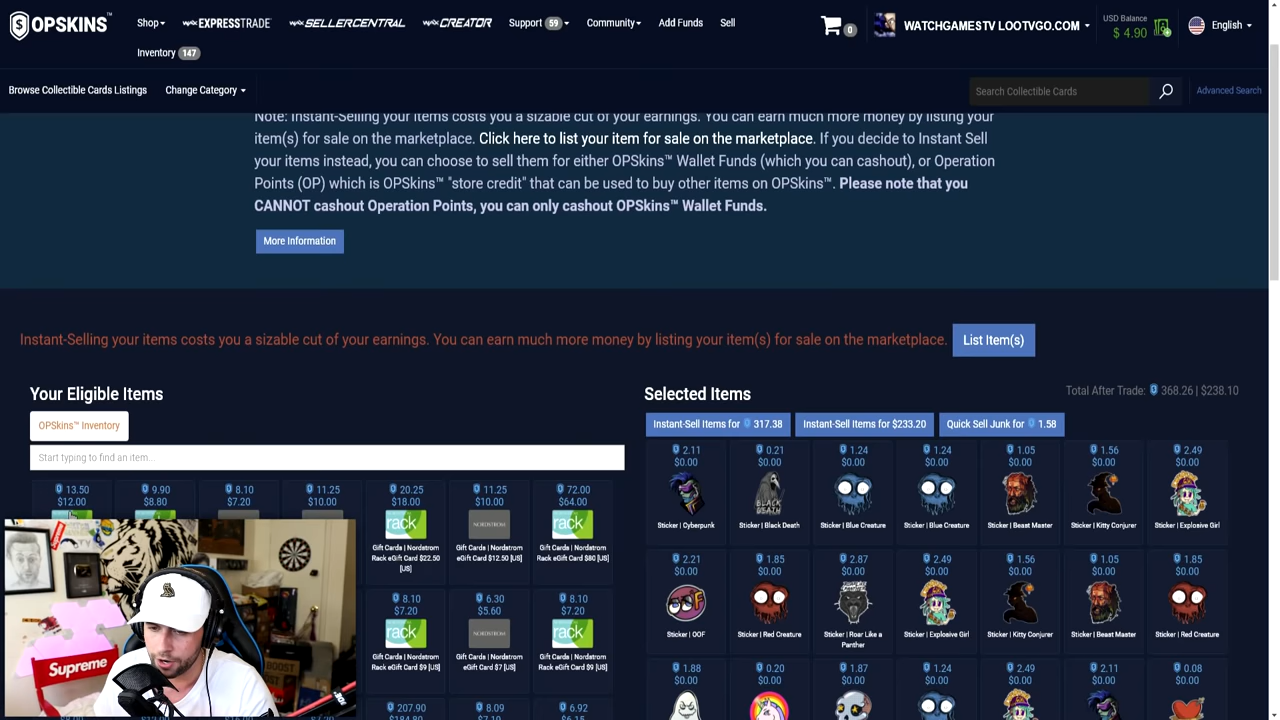 OPSKINS™
Shop
EXPRESSTRADE
SELLERCENTRAL
CREATOR
Support 59
Community
Add Funds
Sell
0
WATCHGAMESTV LOOTVGO.COM
USD Balance
$ 4.90
English
Inventory 147
Browse Collectible Cards Listings
Change Category
Search Collectible Cards
Advanced Search
Note: Instant-Selling your items costs you a sizable cut of your earnings. You can earn much more money by listing your
item(s) for sale on the marketplace. Click here to list your item for sale on the marketplace. If you decide to Instant Sell
your items instead, you can choose to sell them for either OPSkins™ Wallet Funds (which you can cashout), or Operation
Points (OP) which is OPSkins™ "store credit" that can be used to buy other items on OPSkins™. Please note that you
CANNOT cashout Operation Points, you can only cashout OPSkins™ Wallet Funds.
More Information
Instant-Selling your items costs you a sizable cut of your earnings. You can earn much more money by listing your item(s) for sale on the marketplace. List Item(s)
Your Eligible Items
OPSkins™ Inventory
Start typing to find an item...
13.50 9.90 8.10 11.25 20.25 11.25 72.00
$12.00 $8.80 $7.20 $10.00 $18.00 $10.00 $64.00
rack NORDSTROM rack
Gift Cards | Nordstrom Rack eGift Card $22.50 [US]
Gift Cards | Nordstrom eGift Card $12.50 [US]
Gift Cards | Nordstrom Rack eGift Card $80 [US]
8.10 6.30 8.10
$7.20 $5.60 $7.20
rack NORDSTROM rack
Gift Cards | Nordstrom Rack eGift Card $9 [US]
Gift Cards | Nordstrom eGift Card $7 [US]
Gift Cards | Nordstrom Rack eGift Card $9 [US]
207.90 8.09 6.92
$184.80 $7.10 $6.15
Supreme
Selected Items
Total After Trade: 368.26 | $238.10
Instant-Sell Items for 317.38
Instant-Sell Items for $233.20
Quick Sell Junk for 1.58
2.11 0.21 1.24 1.24 1.05 1.56 2.49
$0.00 $0.00 $0.00 $0.00 $0.00 $0.00 $0.00
BLACK DEATH
Sticker | Cyberpunk
Sticker | Black Death
Sticker | Blue Creature
Sticker | Blue Creature
Sticker | Beast Master
Sticker | Kitty Conjurer
Sticker | Explosive Girl
2.21 1.85 2.87 2.49 1.56 1.05 1.85
$0.00 $0.00 $0.00 $0.00 $0.00 $0.00 $0.00
OOF
Sticker | OOF
Sticker | Red Creature
Sticker | Roar Like a Panther
Sticker | Explosive Girl
Sticker | Kitty Conjurer
Sticker | Beast Master
Sticker | Red Creature
1.88 0.20 1.87 1.24 2.49 2.11 0.08
$0.00 $0.00 $0.00 $0.00 $0.00 $0.00 $0.00